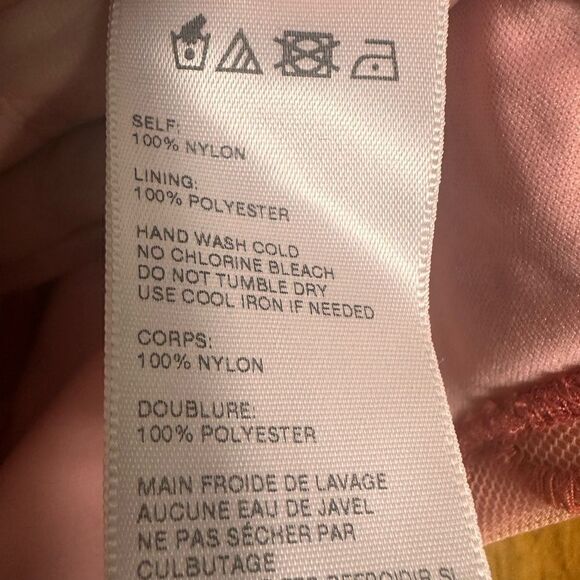 SELF:
100% NYLON
LINING:
100% POLYESTER
HAND WASH COLD
NO CHLORINE BLEACH
DO NOT TUMBLE DRY
USE COOL IRON IF NEEDED
CORPS:
100% NYLON
DOUBLURE:
100% POLYESTER
MAIN FROIDE DE LAVAGE
AUCUNE EAU DE JAVEL
NE PAS SÉCHER PAR
CULBUTAGE
REFROIDIR SI